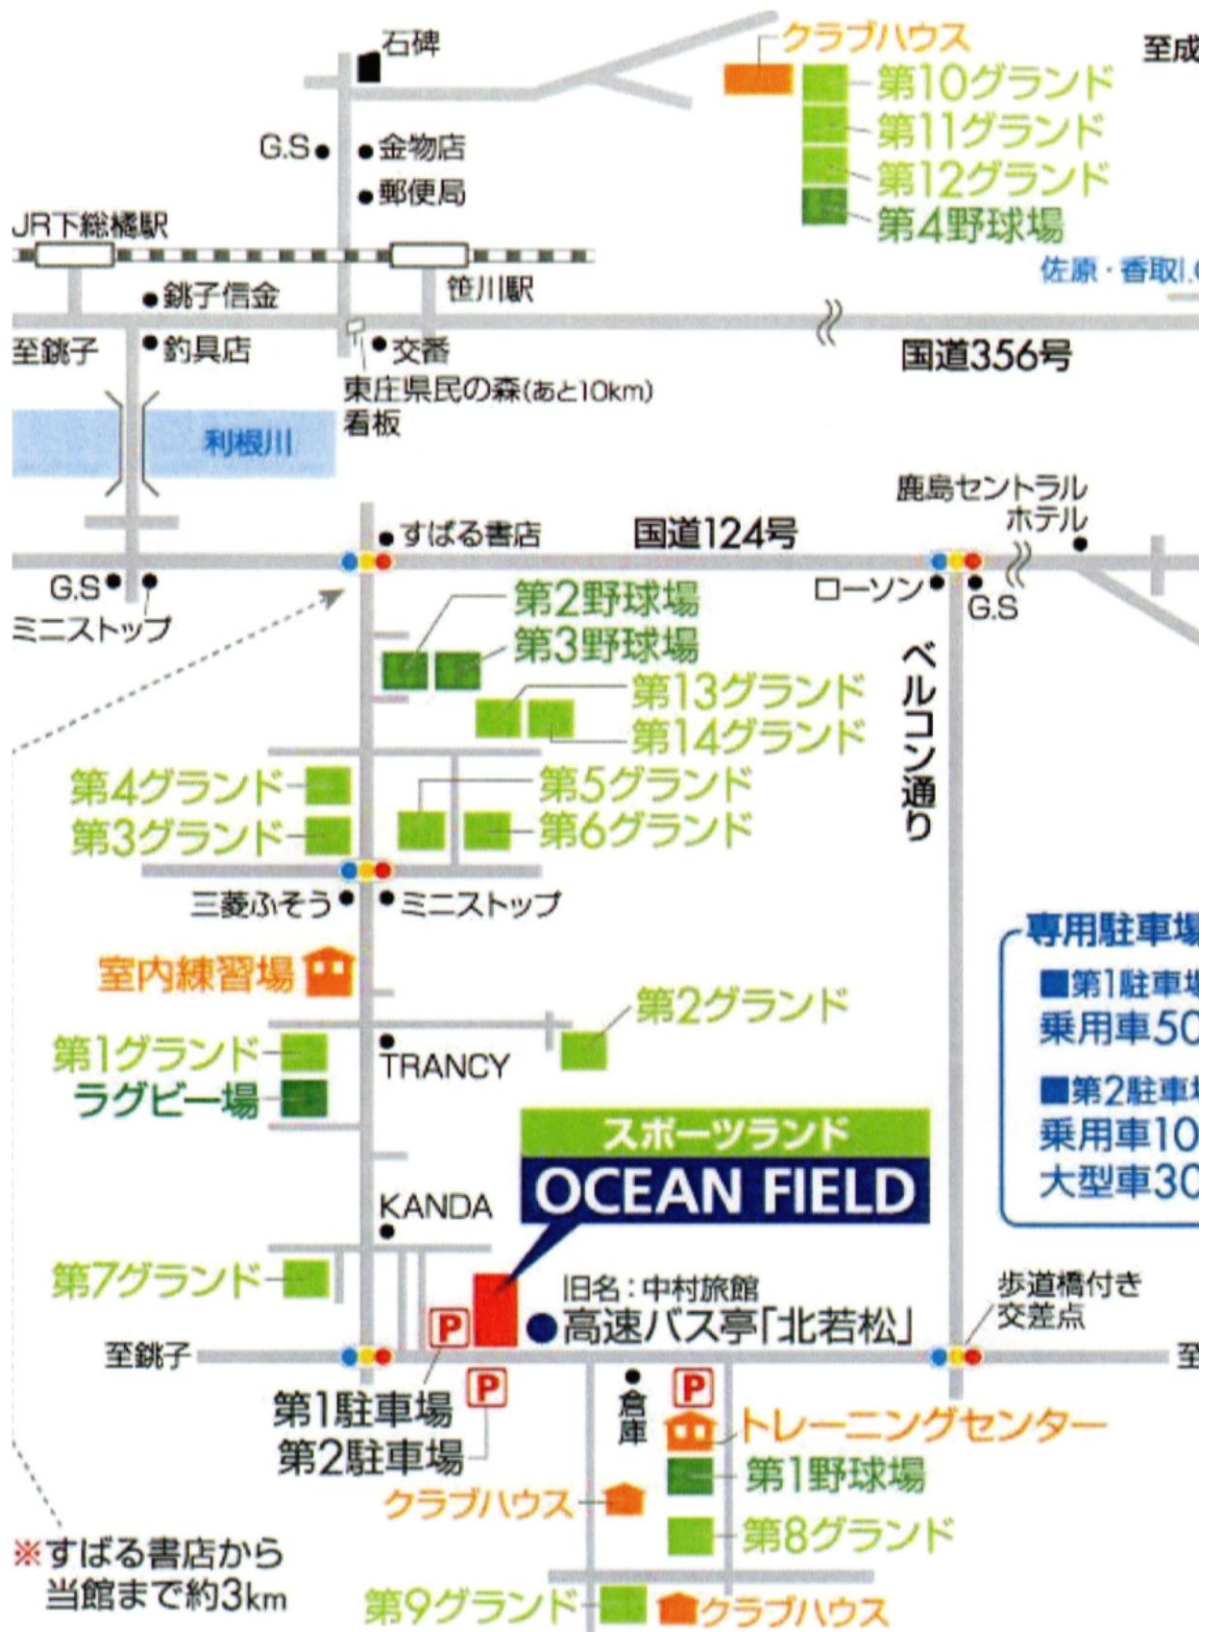 石碑
クラブハウス
至成
第10グランド
第11グランド
第12グランド
第4野球場
G.S
金物店
郵便局
JR下総橘駅
笹川駅
佐原・香取I.
銚子信金
至銚子
釣具店
交番
国道356号
東庄県民の森(あと10km)
看板
利根川
鹿島セントラル
ホテル
すばる書店
国道124号
G.S
ミニストップ
ローソン
G.S
第2野球場
第3野球場
第13グランド
第14グランド
ベルコン通り
第4グランド
第3グランド
第5グランド
第6グランド
三菱ふそう
ミニストップ
室内練習場
第2グランド
第1グランド
ラグビー場
TRANCY
専用駐車場
■第1駐車場
乗用車50
■第2駐車場
乗用車10
大型車30
スポーツランド
OCEAN FIELD
KANDA
第7グランド
旧名:中村旅館
高速バス亭「北若松」
歩道橋付き
交差点
至銚子
P
至
P
P
第1駐車場
第2駐車場
倉庫
トレーニングセンター
第1野球場
クラブハウス
第8グランド
第9グランド
クラブハウス
※すばる書店から
当館まで約3km